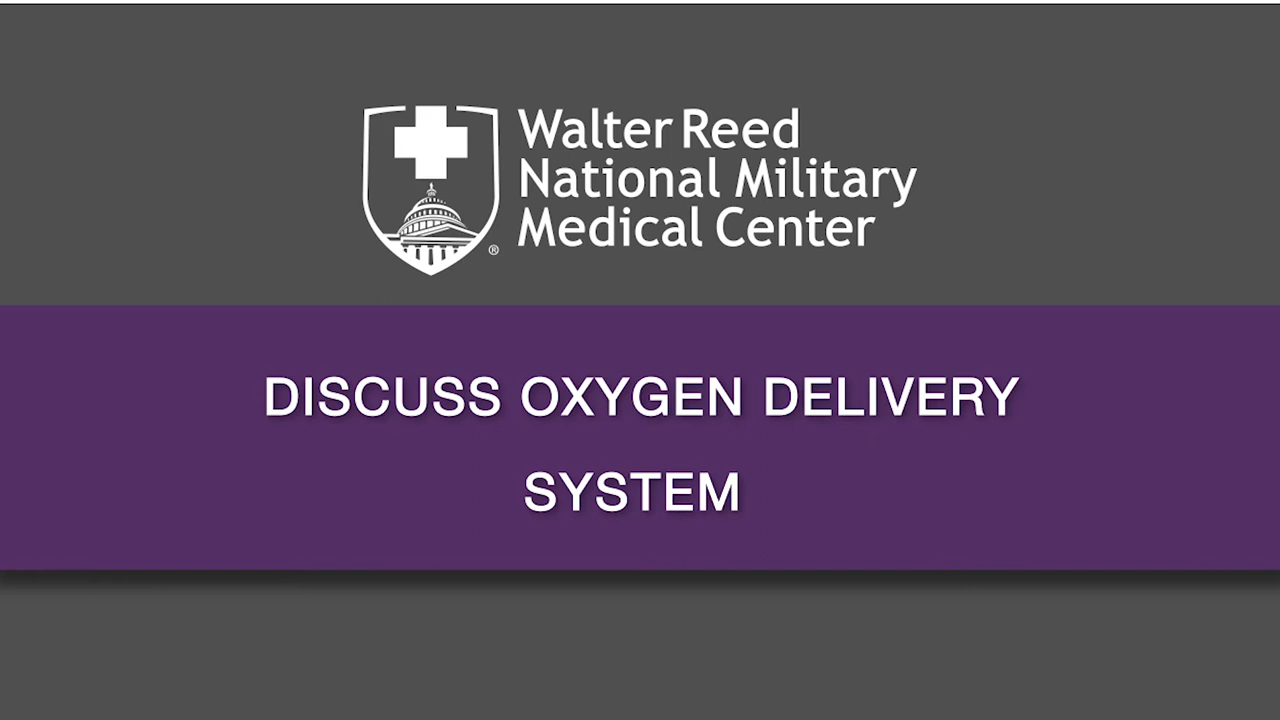 Walter Reed
National Military
Medical Center
®
DISCUSS OXYGEN DELIVERY
SYSTEM